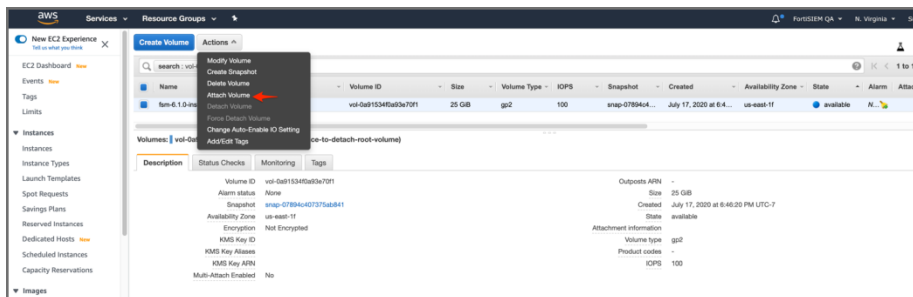 aws Services Resource Groups FortiSIEM QA N. Virginia
New EC2 Experience
Tell us what you think
Create Volume Actions
EC2 Dashboard New
search : vol- 1 to 1
Modify Volume
Create Snapshot
Events New
Delete Volume
Name Volume ID Size Volume Type IOPS Snapshot Created Availability Zone State Alarm
Tags
Attach Volume
Detach Volume
fsm-6.1.0-ins vol-0a91534f0a93e70f1 25 GiB gp2 100 snap-07894c4... July 17, 2020 at 6:4... us-east-1f available N...
Limits
Force Detach Volume
Change Auto-Enable IO Setting
Instances
Add/Edit Tags
Volumes: vol-0a ce-to-detach-root-volume)
Instances
Instance Types
Description Status Checks Monitoring Tags
Launch Templates
Volume ID vol-0a91534f0a93e70f1 Outposts ARN -
Spot Requests
Alarm status None Size 25 GiB
Savings Plans
Snapshot snap-07894c407375ab841 Created July 17, 2020 at 6:46:20 PM UTC-7
Availability Zone us-east-1f State available
Reserved Instances
Encryption Not Encrypted Attachment information
Dedicated Hosts New
KMS Key ID Volume type gp2
Scheduled Instances
KMS Key Aliases Product codes -
KMS Key ARN IOPS 100
Capacity Reservations
Multi-Attach Enabled No
Images